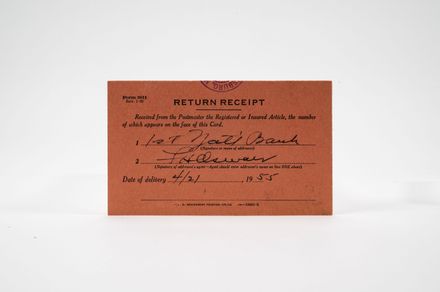 RETURN RECEIPT
Received from the Postmaster the Registered or Insured Article, the number
of which appears on the face of this Card.
1 1st Nat'l Bank
(Signature or name of addressee)
2
(Signature of addressee's agent—Agent should enter addressee's name on line ONE above)
Date of delivery 4/21, 1955